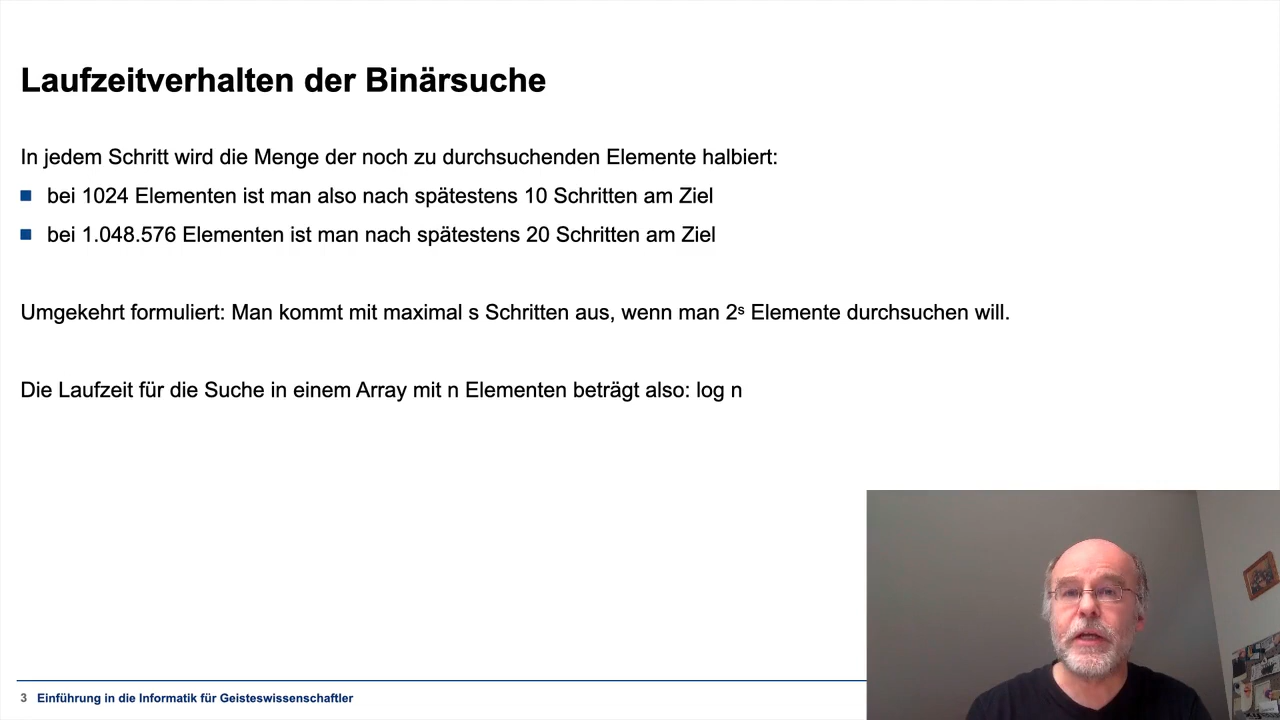 Laufzeitverhalten der Binärsuche
In jedem Schritt wird die Menge der noch zu durchsuchenden Elemente halbiert:
bei 1024 Elementen ist man also nach spätestens 10 Schritten am Ziel
bei 1.048.576 Elementen ist man nach spätestens 20 Schritten am Ziel
Umgekehrt formuliert: Man kommt mit maximal s Schritten aus, wenn man 2ˢ Elemente durchsuchen will.
Die Laufzeit für die Suche in einem Array mit n Elementen beträgt also: log n
3 Einführung in die Informatik für Geisteswissenschaftler